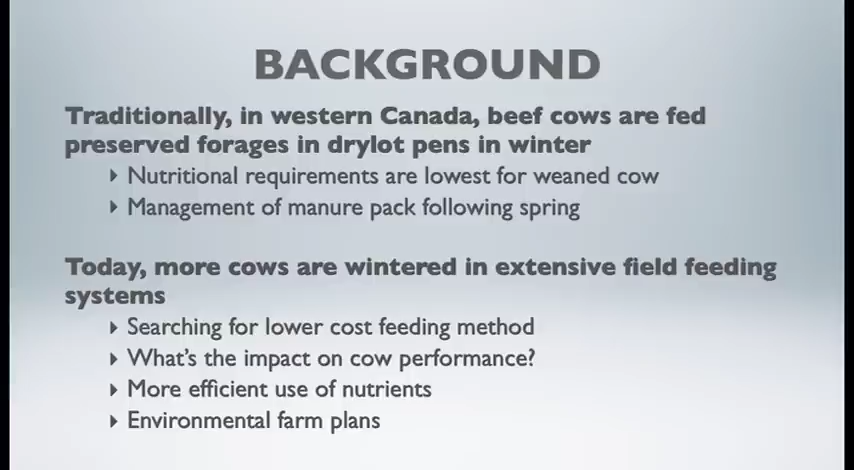 BACKGROUND
Traditionally, in western Canada, beef cows are fed
preserved forages in drylot pens in winter
Nutritional requirements are lowest for weaned cow
Management of manure pack following spring
Today, more cows are wintered in extensive field feeding
systems
Searching for lower cost feeding method
What's the impact on cow performance?
More efficient use of nutrients
Environmental farm plans